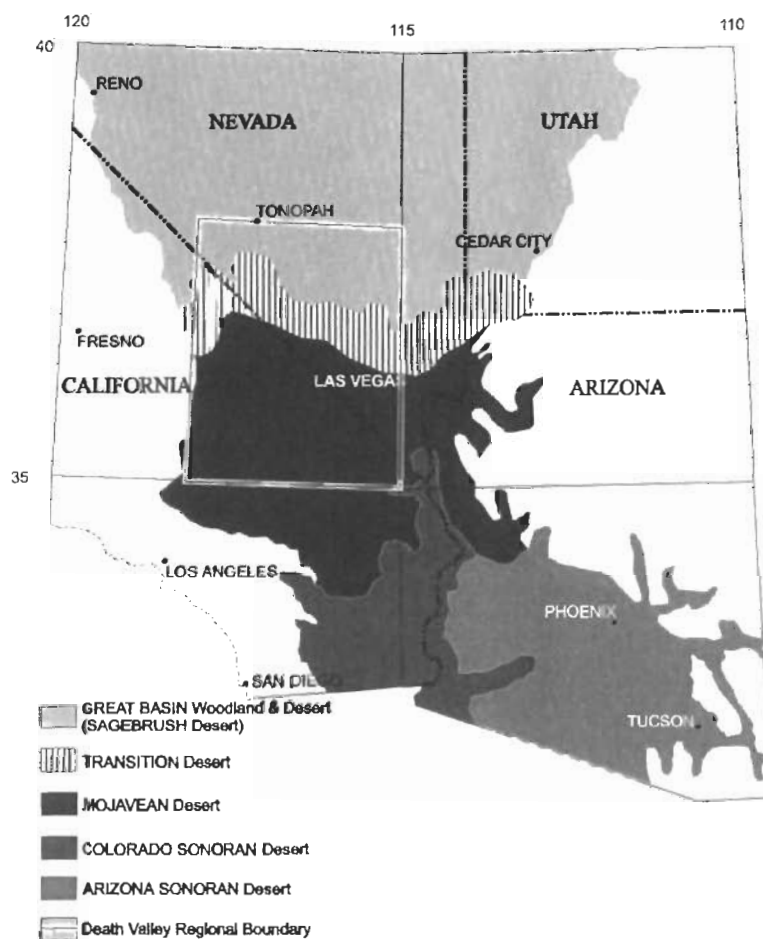 120
115
110
40
RENO
NEVADA
UTAH
TONOPAH
CEDAR CITY
FRESNO
LAS VEGAS
CALIFORNIA
ARIZONA
35
LOS ANGELES
PHOENIX
SAN DIEGO
TUCSON
GREAT BASIN Woodland & Desert
(SAGEBRUSH Desert)
TRANSITION Desert
MOJAVEAN Desert
COLORADO SONORAN Desert
ARIZONA SONORAN Desert
Death Valley Regional Boundary